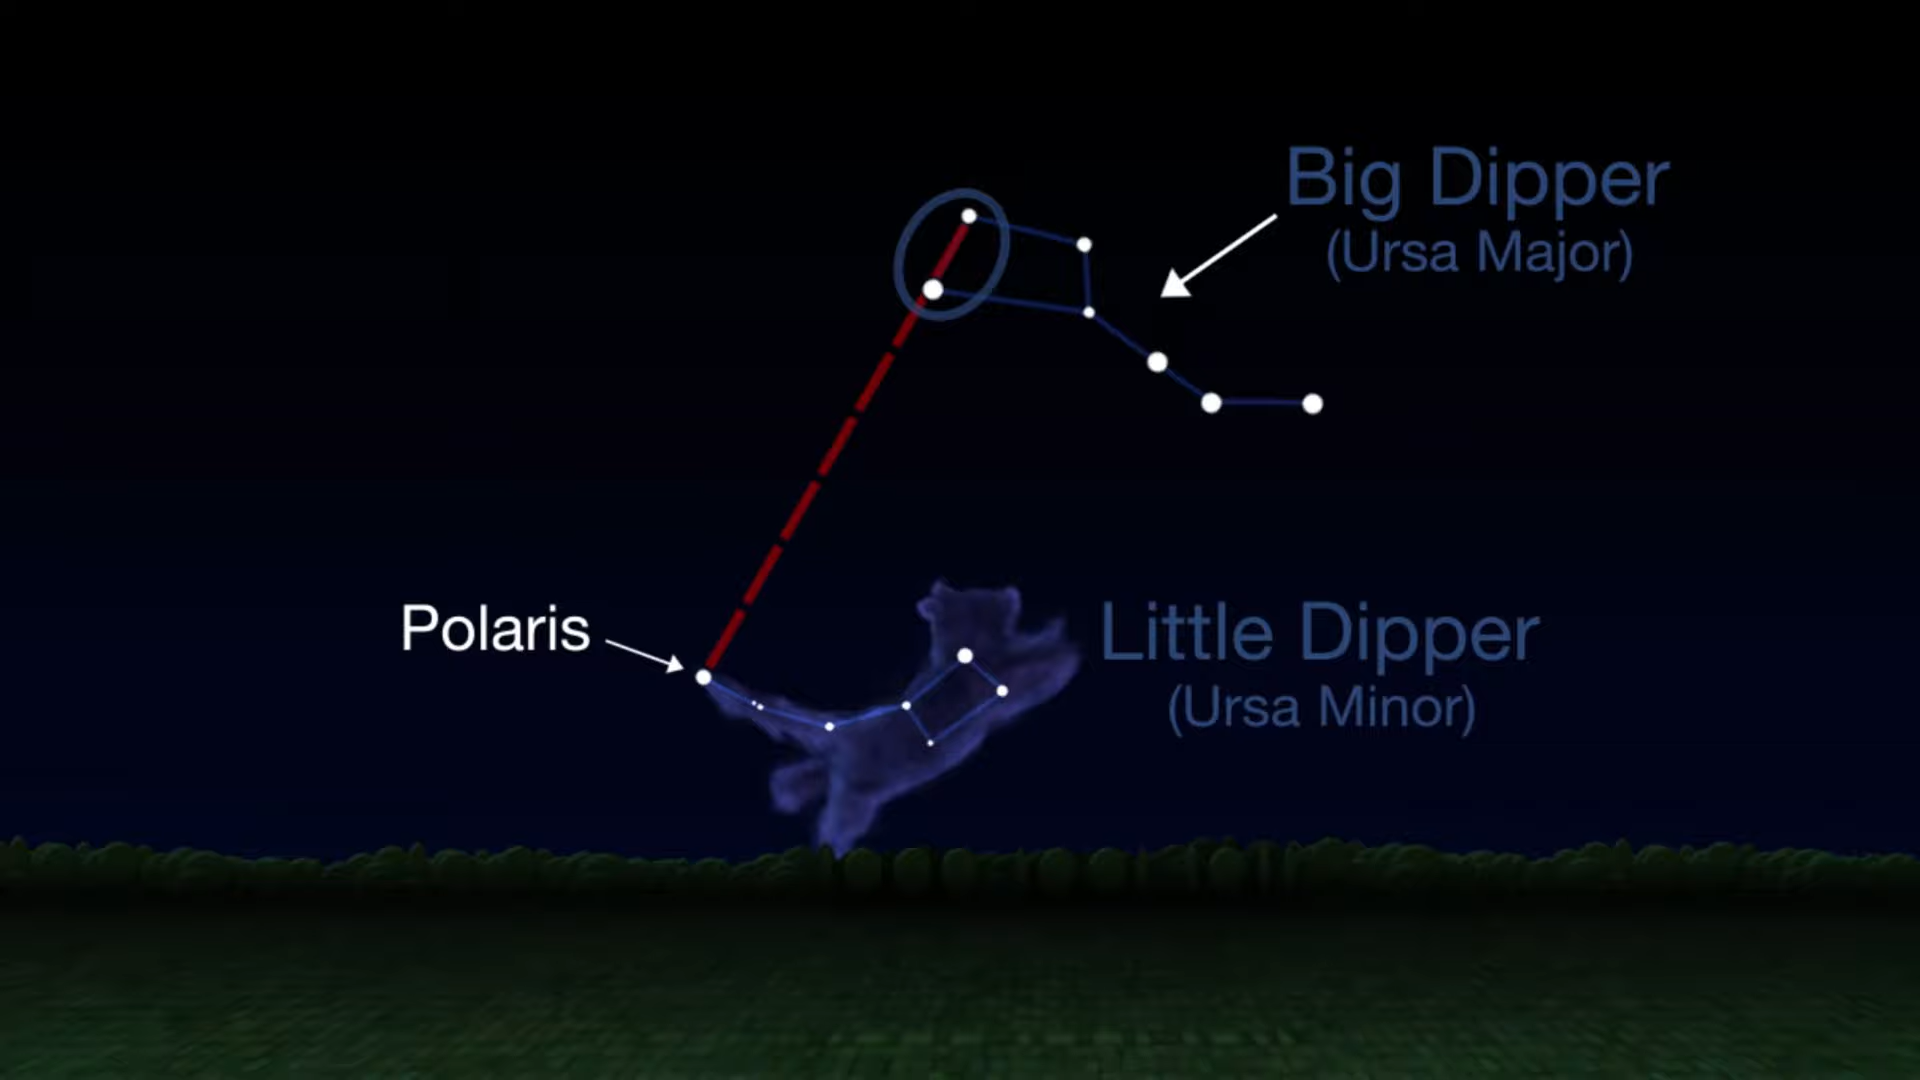 Big Dipper
(Ursa Major)
Polaris
Little Dipper
(Ursa Minor)